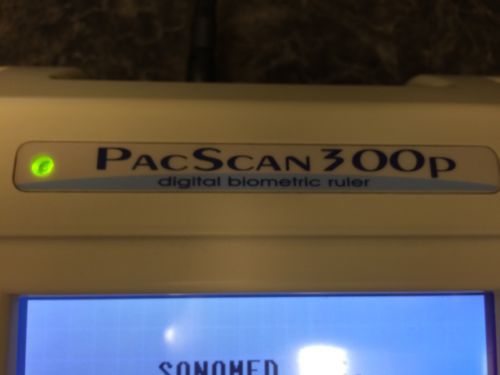 PACSCAN 300P
digital biometric ruler
SONOMED